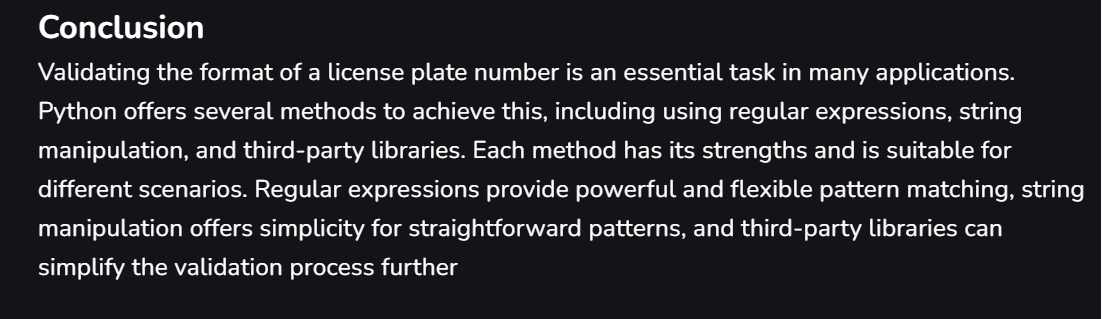 Conclusion
Validating the format of a license plate number is an essential task in many applications.
Python offers several methods to achieve this, including using regular expressions, string
manipulation, and third-party libraries. Each method has its strengths and is suitable for
different scenarios. Regular expressions provide powerful and flexible pattern matching, string
manipulation offers simplicity for straightforward patterns, and third-party libraries can
simplify the validation process further